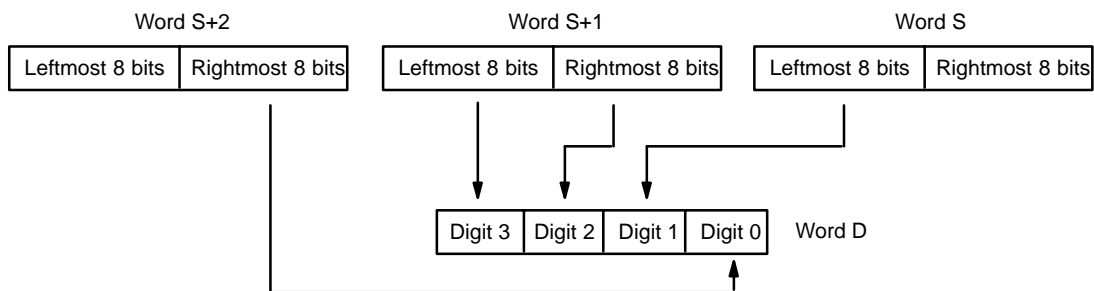 Word S+2 Word S+1 Word S
Leftmost 8 bits Rightmost 8 bits Leftmost 8 bits Rightmost 8 bits Leftmost 8 bits Rightmost 8 bits
Digit 3 Digit 2 Digit 1 Digit 0 Word D